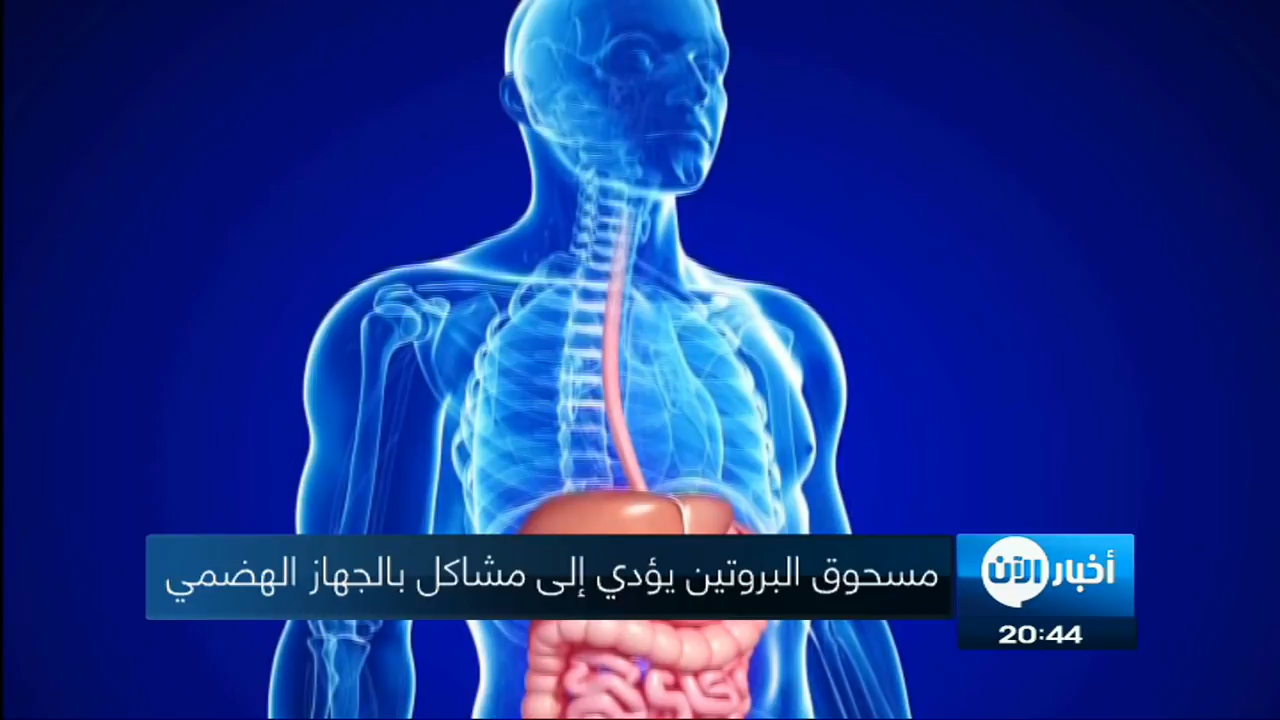 مسحوق البروتين يؤدي إلى مشاكل بالجهاز الهضمي
أخبار الآن
20:44